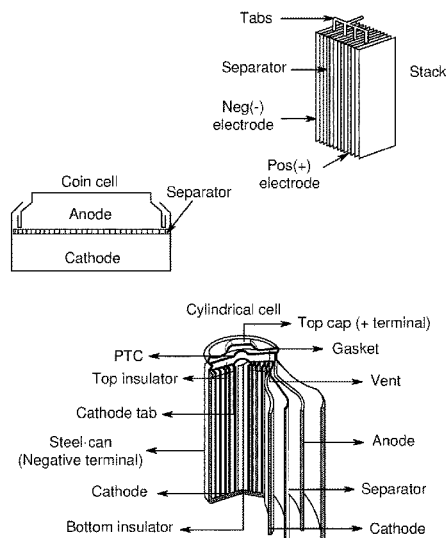 Tabs
Separator
Stack
Neg(-)
electrode
Pos(+)
electrode
Coin cell
Separator
Anode
Cathode
Cylindrical cell
Top cap (+ terminal)
PTC
Gasket
Top insulator
Vent
Cathode tab
Steel-can
(Negative terminal)
Anode
Cathode
Separator
Bottom insulator
Cathode